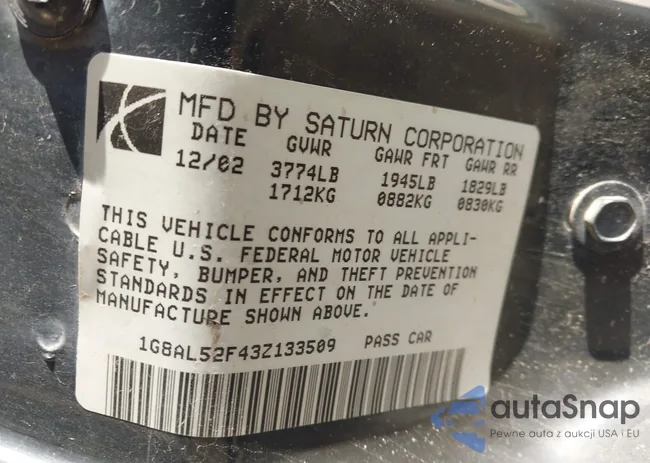 MFD BY SATURN CORPORATION
DATE GVWR GAWR FRT GAWR RR
12/02 3774LB 1945LB 1829LB
1712KG 0882KG 0830KG
THIS VEHICLE CONFORMS TO ALL APPLI-
CABLE U.S. FEDERAL MOTOR VEHICLE
SAFETY, BUMPER, AND THEFT PREVENTION
STANDARDS IN EFFECT ON THE DATE OF
MANUFACTURE SHOWN ABOVE.
1G8AL52F43Z133509 PASS CAR
autaSnap
Pewne auta z aukcji USA i EU